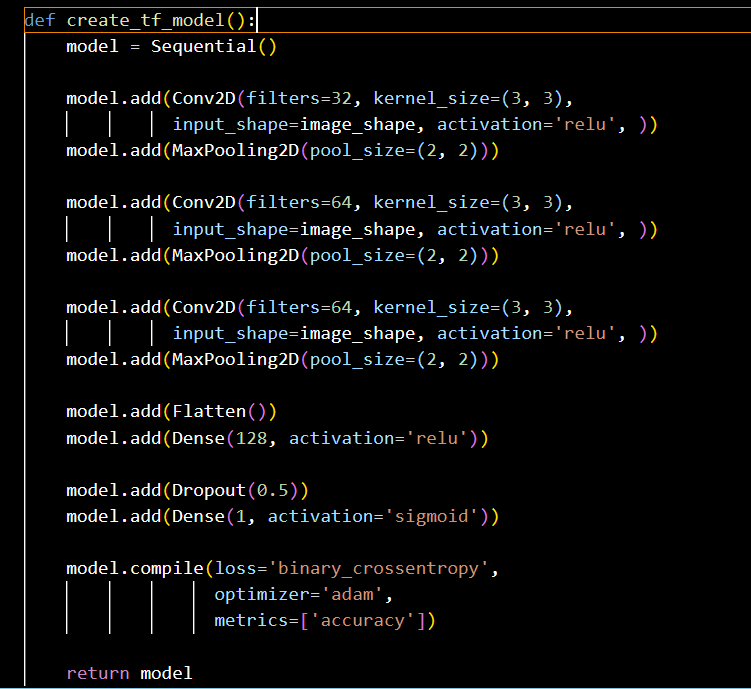 def create_tf_model():
    model = Sequential()

    model.add(Conv2D(filters=32, kernel_size=(3, 3),
              input_shape=image_shape, activation='relu', ))
    model.add(MaxPooling2D(pool_size=(2, 2)))

    model.add(Conv2D(filters=64, kernel_size=(3, 3),
              input_shape=image_shape, activation='relu', ))
    model.add(MaxPooling2D(pool_size=(2, 2)))

    model.add(Conv2D(filters=64, kernel_size=(3, 3),
              input_shape=image_shape, activation='relu', ))
    model.add(MaxPooling2D(pool_size=(2, 2)))

    model.add(Flatten())
    model.add(Dense(128, activation='relu'))

    model.add(Dropout(0.5))
    model.add(Dense(1, activation='sigmoid'))

    model.compile(loss='binary_crossentropy',
                  optimizer='adam',
                  metrics=['accuracy'])

    return model